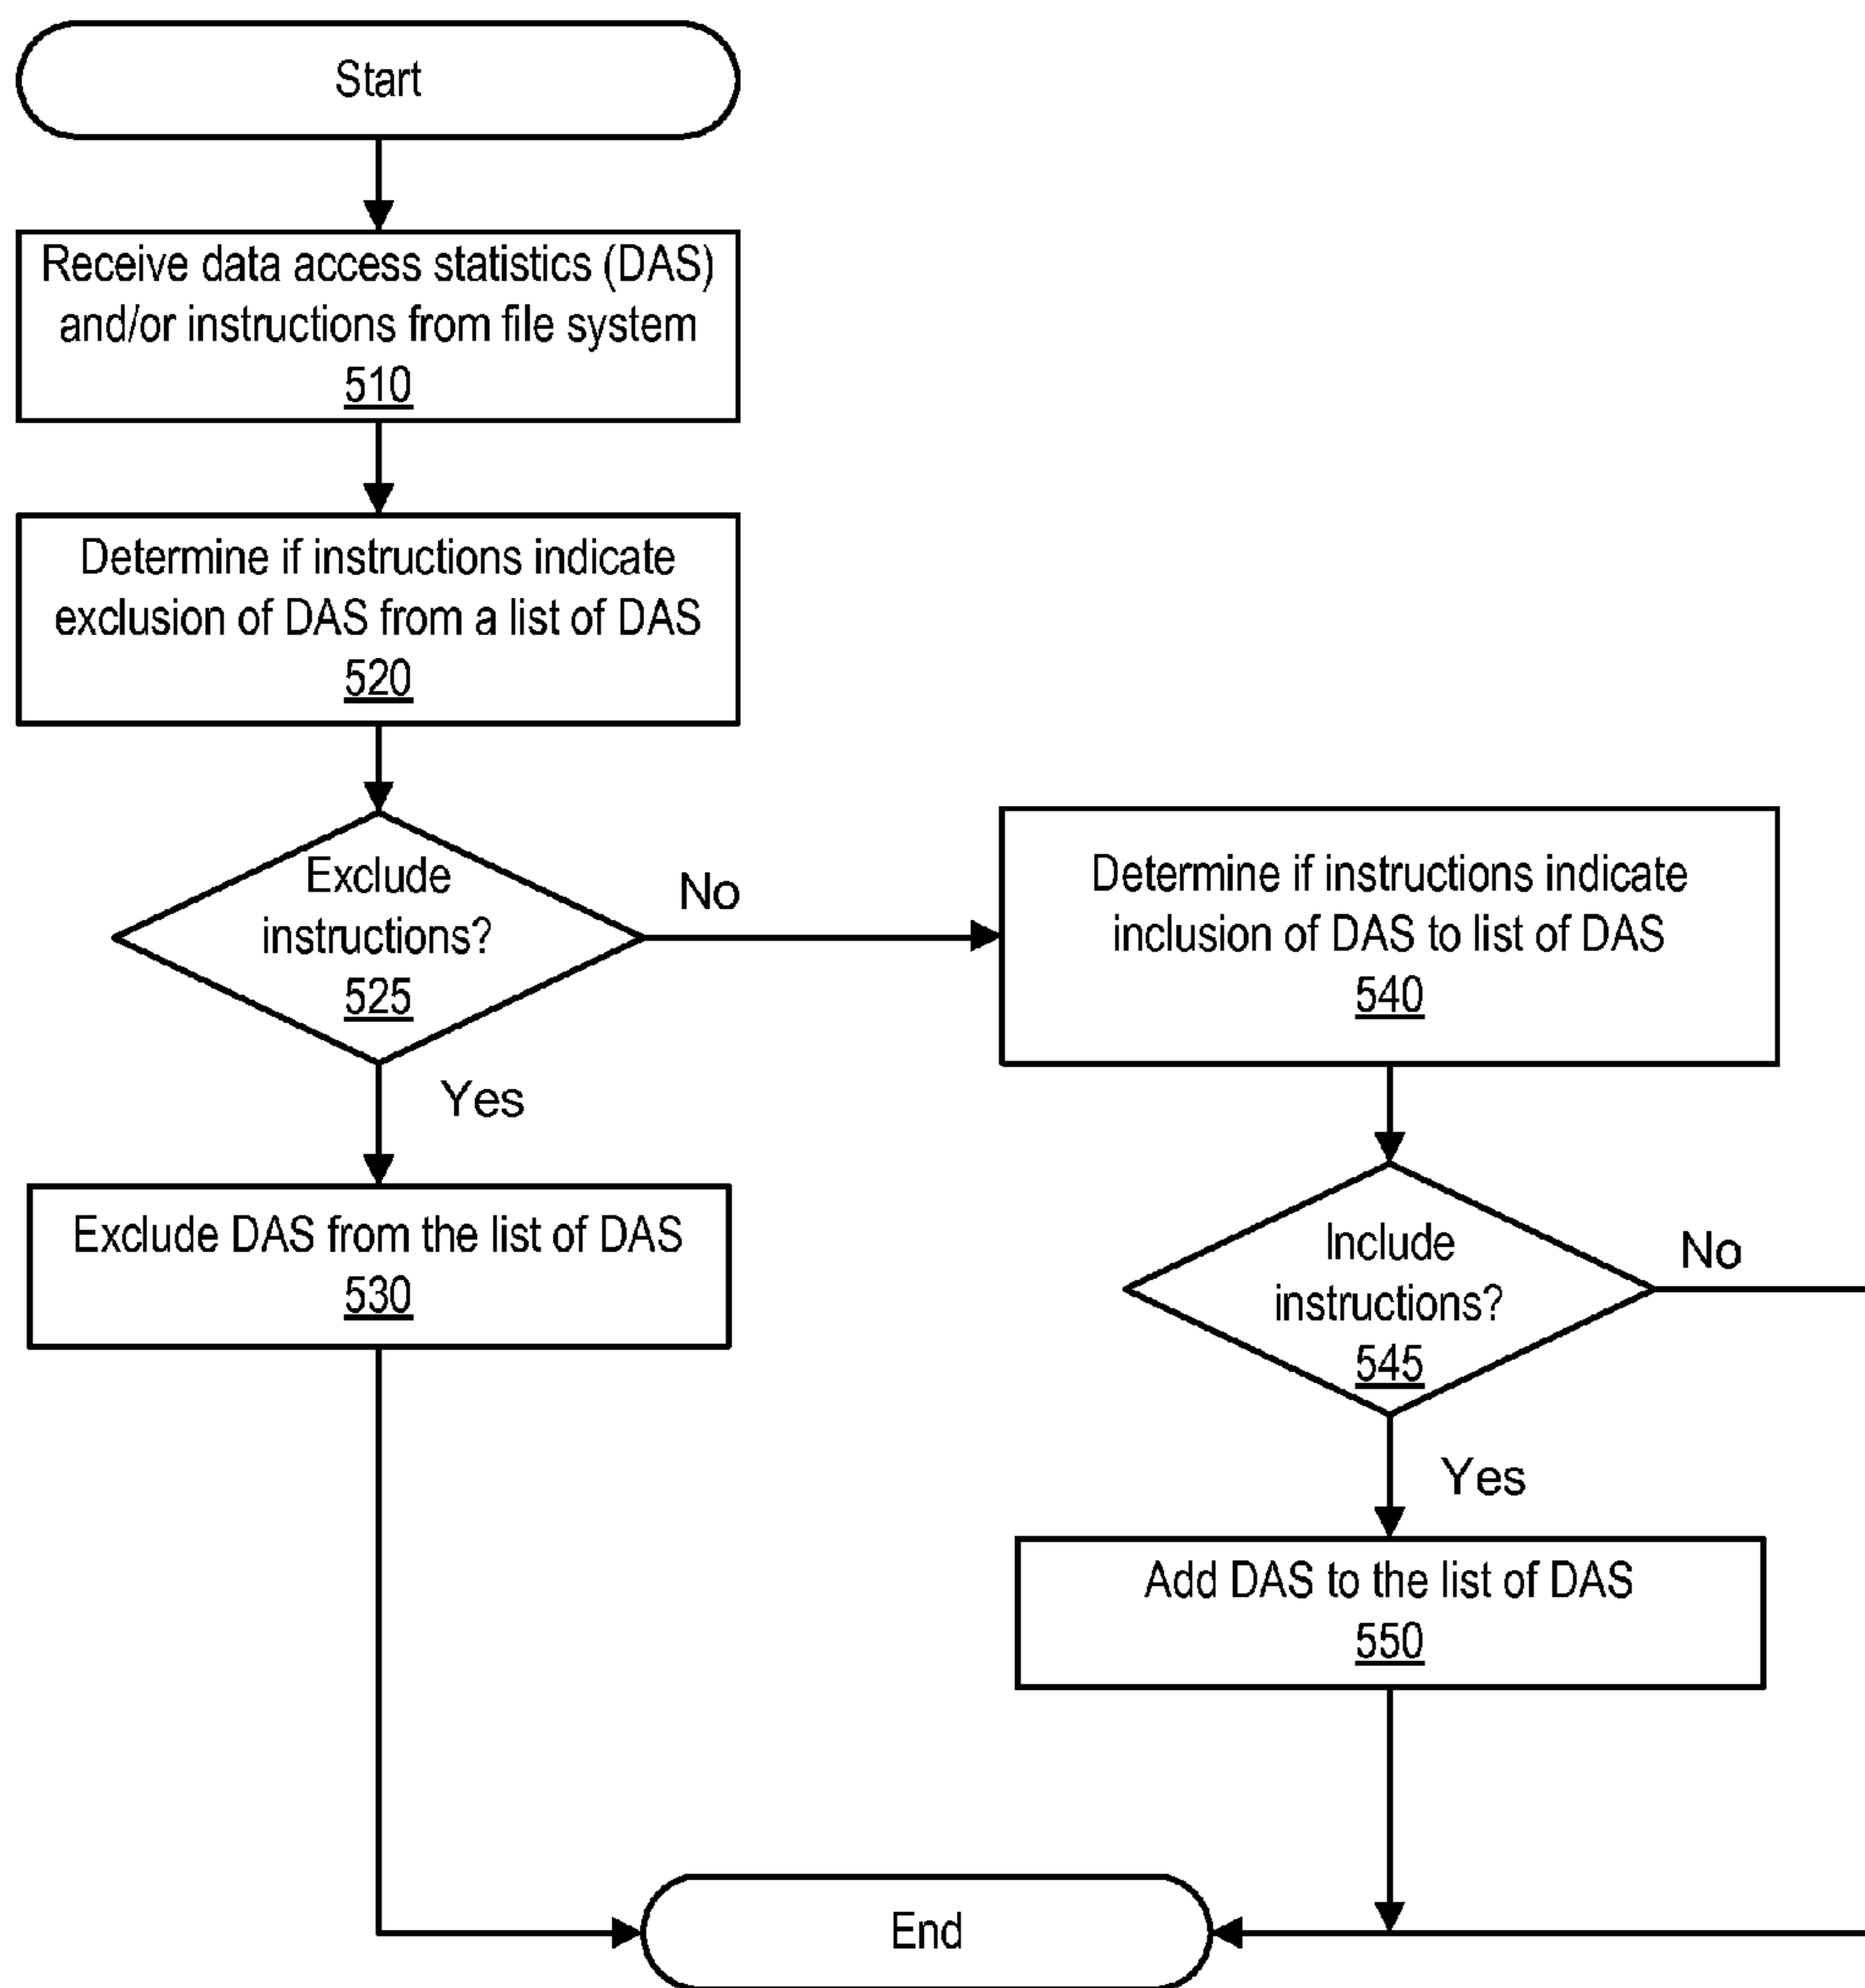 Start
Receive data access statistics (DAS)
and/or instructions from file system
510
Determine if instructions indicate
exclusion of DAS from a list of DAS
520
Exclude
instructions?
525
No
Yes
Exclude DAS from the list of DAS
530
Determine if instructions indicate
inclusion of DAS to list of DAS
540
Include
instructions?
545
No
Yes
Add DAS to the list of DAS
550
End